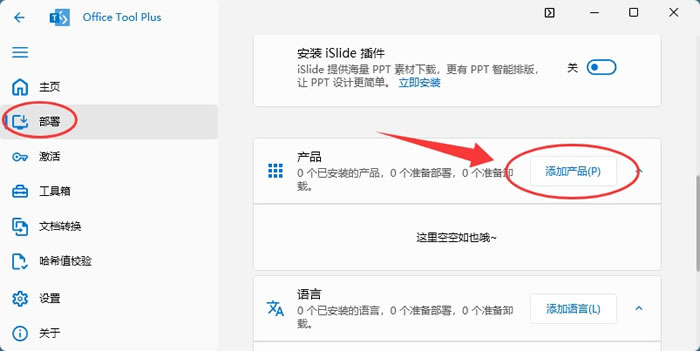 Office Tool Plus
主页
部署
激活
工具箱
文档转换
哈希值校验
设置
关于
安装 iSlide 插件
iSlide 提供海量 PPT 素材下载，更有 PPT 智能排版，
让 PPT 设计更简单。 立即安装
关
产品
0 个已安装的产品，0 个准备部署，0 个准备卸
载。
添加产品(P)
这里空空如也哦~
语言
0 个已安装的语言，0 个准备部署，0 个准备卸
载。
添加语言(L)